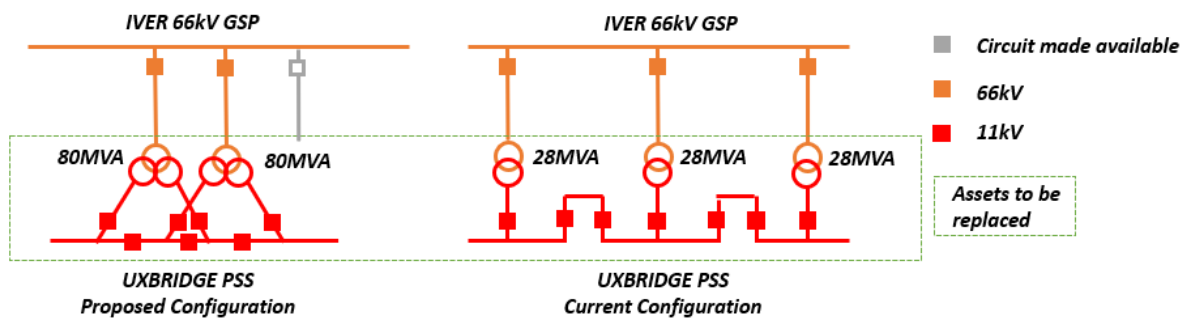 IVER 66kV GSP
80MVA
80MVA
UXBRIDGE PSS
Proposed Configuration
IVER 66kV GSP
28MVA
28MVA
28MVA
UXBRIDGE PSS
Current Configuration
Circuit made available
66kV
11kV
Assets to be
replaced